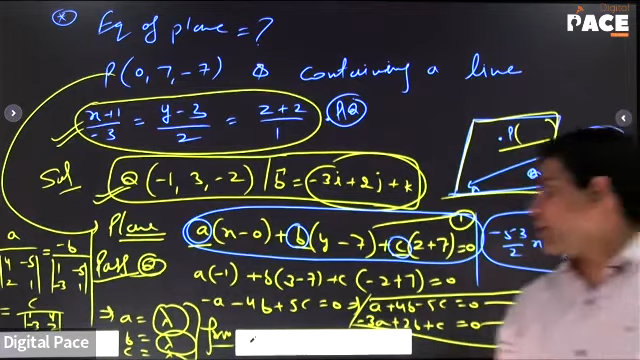 Digital
PACE
* Eq of plane = ?
P(0, 7, -7) & containing a line
x+1/-3 = y-3/2 = z+2/1
Sol Q(-1, 3, -2) / b̄ = -3i+2j+k
Plane a(x-0)+b(y-7)+c(z+7)=0
Pass Q a(-1)+b(3-7)+c(-2+7)=0
-a-4b+5c=0 ⇒ a+4b-5c=0
-3a+2b+c=0
⇒ a = λ
b = λ
c = λ
Digital Pace